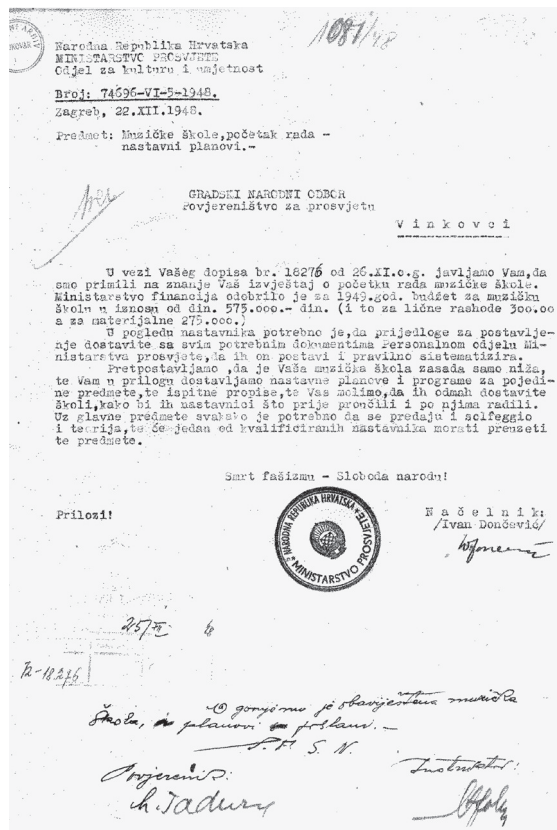 1081/48
Narodna Republika Hrvatska
MINISTARSTVO PROSVJETE
Odjel za kulturu i umjetnost
Broj: 74696-VI-5-1948.
Zagreb, 22.XII.1948.
Predmet: Muzičke škole,početak rada -
nastavni planovi.-
GRADSKI NARODNI ODBOR
Povjereništvo za prosvjetu
Vinkovci
U vezi Vašeg dopisa br. 18276 od 26.XI.o.g. javljamo Vam,da
smo primili na znanje Vaš izvještaj o početku rada muzičke škole.
Ministarstvo financija odobrilo je za 1949.god. budžet za muzičku
školu u iznosu od din. 575.000.- din. (i to za lične rashode 300.000
a za materijalne 275.000.)
U pogledu nastavnika potrebno je,da prijedloge za postavlje-
nje dostavite sa svim potrebnim dokumentima Personalnom odjelu Mi-
nistarstva prosvjete,da ih on postavi i pravilno sistematizira.
Pretpostavljamo ,da je Vaša muzička škola zasada samo niža,
te Vam u prilogu dostavljamo nastavne planove i programe za pojedi-
ne predmete,te ispitne propise,te Vas molimo,da ih odmah dostavite
školi,kako bi ih nastavnici što prije proučili i po njima radili.
Uz glavne predmete svakako je potrebno da se predaju i solfeggio
i teorija,te će jedan od kvalificiranih nastavnika morati preuzeti
te predmete.
Smrt fašizmu - Sloboda narodu!
Prilozi!
Načelnik:
/Ivan Dončević/
NARODNA REPUBLIKA HRVATSKA
MINISTARSTVO PROSVJETE
25/XII
12-18276
O gornjemu je obaviještena muzička
škola, planovi poslani.-
S.F.S.N.
Povjerenik:
Instruktor: